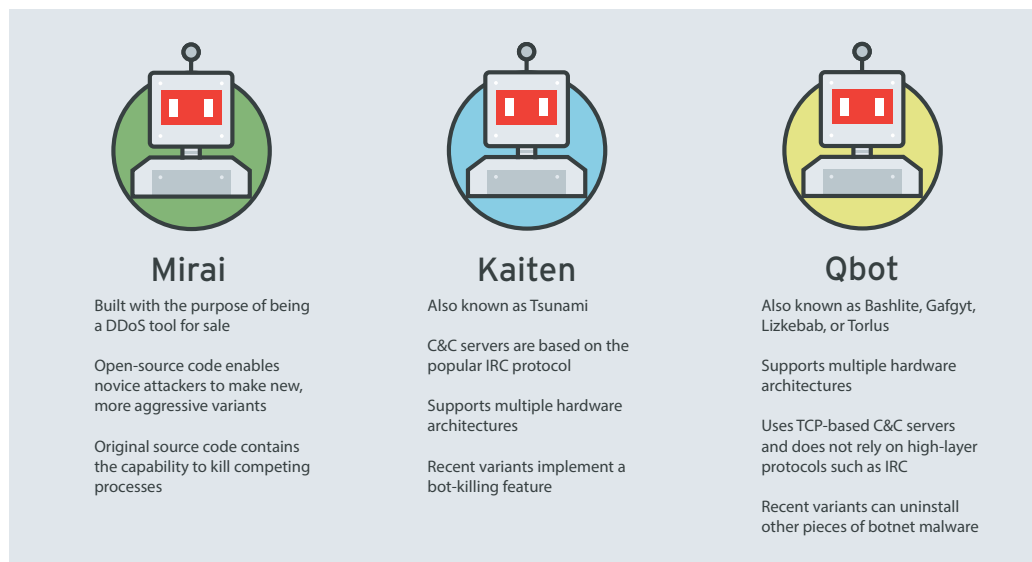 Mirai
Built with the purpose of being
a DDoS tool for sale
Open-source code enables
novice attackers to make new,
more aggressive variants
Original source code contains
the capability to kill competing
processes
Kaiten
Also known as Tsunami
C&C servers are based on the
popular IRC protocol
Supports multiple hardware
architectures
Recent variants implement a
bot-killing feature
Qbot
Also known as Bashlite, Gafgyt,
Lizkebab, or Torlus
Supports multiple hardware
architectures
Uses TCP-based C&C servers
and does not rely on high-layer
protocols such as IRC
Recent variants can uninstall
other pieces of botnet malware